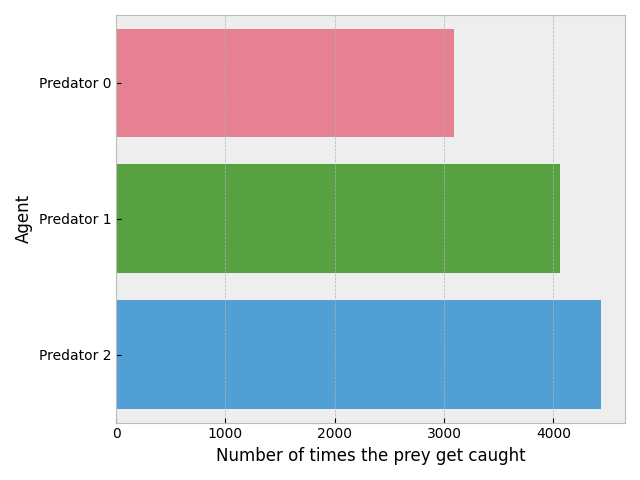 Predator 0
Predator 1
Predator 2
Agent
0 1000 2000 3000 4000
Number of times the prey get caught